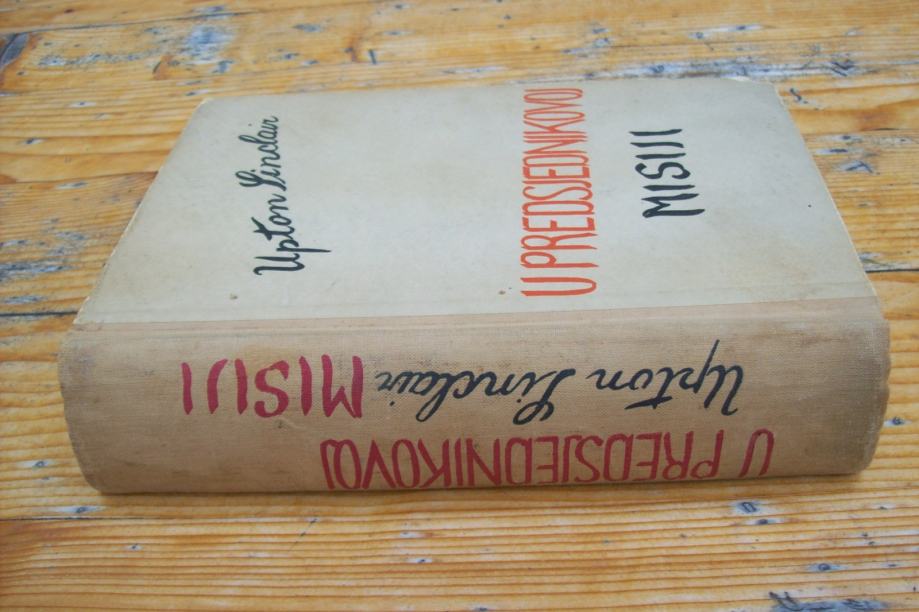 Upton Sinclair
U PREDSJEDNIKOVOJ
MISIJI
Upton Sinclair
U PREDSJEDNIKOVOJ
MISIJI